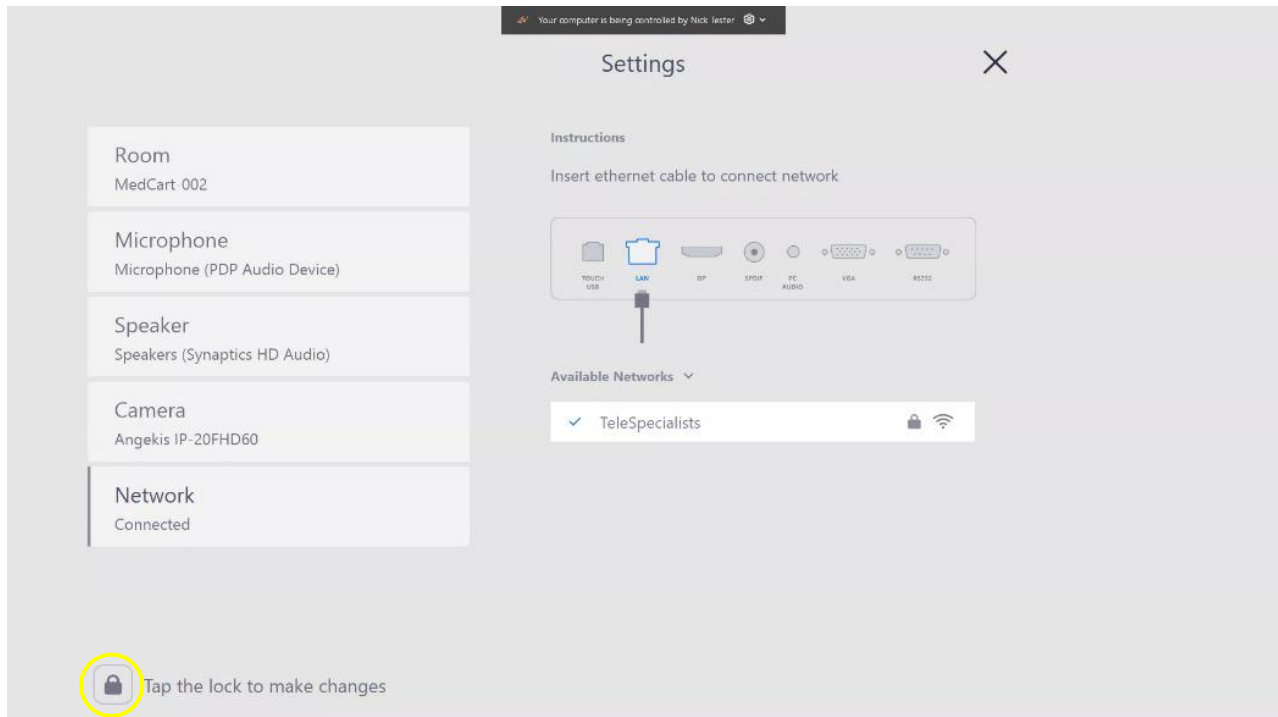 Your computer is being controlled by Nick Tester
Settings
Room
MedCart 002
Microphone
Microphone (PDP Audio Device)
Speaker
Speakers (Synaptics HD Audio)
Camera
Angekis IP-20FHD60
Network
Connected
Instructions
Insert ethernet cable to connect network
TOUCH USB
LAN
DP
SPDIF
PC AUDIO
VGA
RS232
Available Networks
TeleSpecialists
Tap the lock to make changes